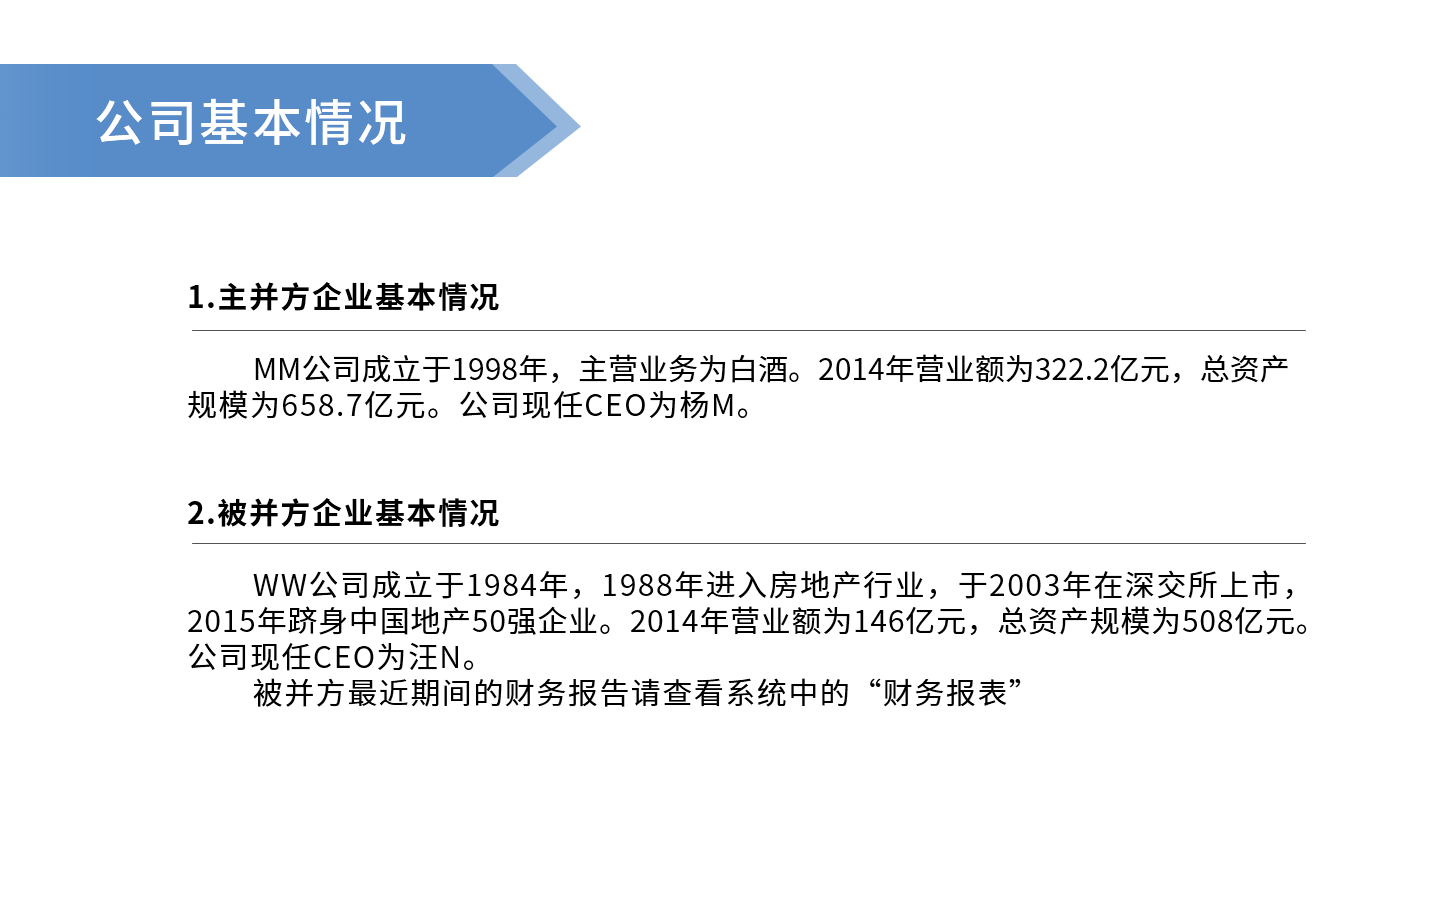 公司基本情况
1.主并方企业基本情况
MM公司成立于1998年，主营业务为白酒。2014年营业额为322.2亿元，总资产
规模为658.7亿元。公司现任CEO为杨M。
2.被并方企业基本情况
WW公司成立于1984年，1988年进入房地产行业，于2003年在深交所上市，
2015年跻身中国地产50强企业。2014年营业额为146亿元，总资产规模为508亿元。
公司现任CEO为汪N。
被并方最近期间的财务报告请查看系统中的“财务报表”